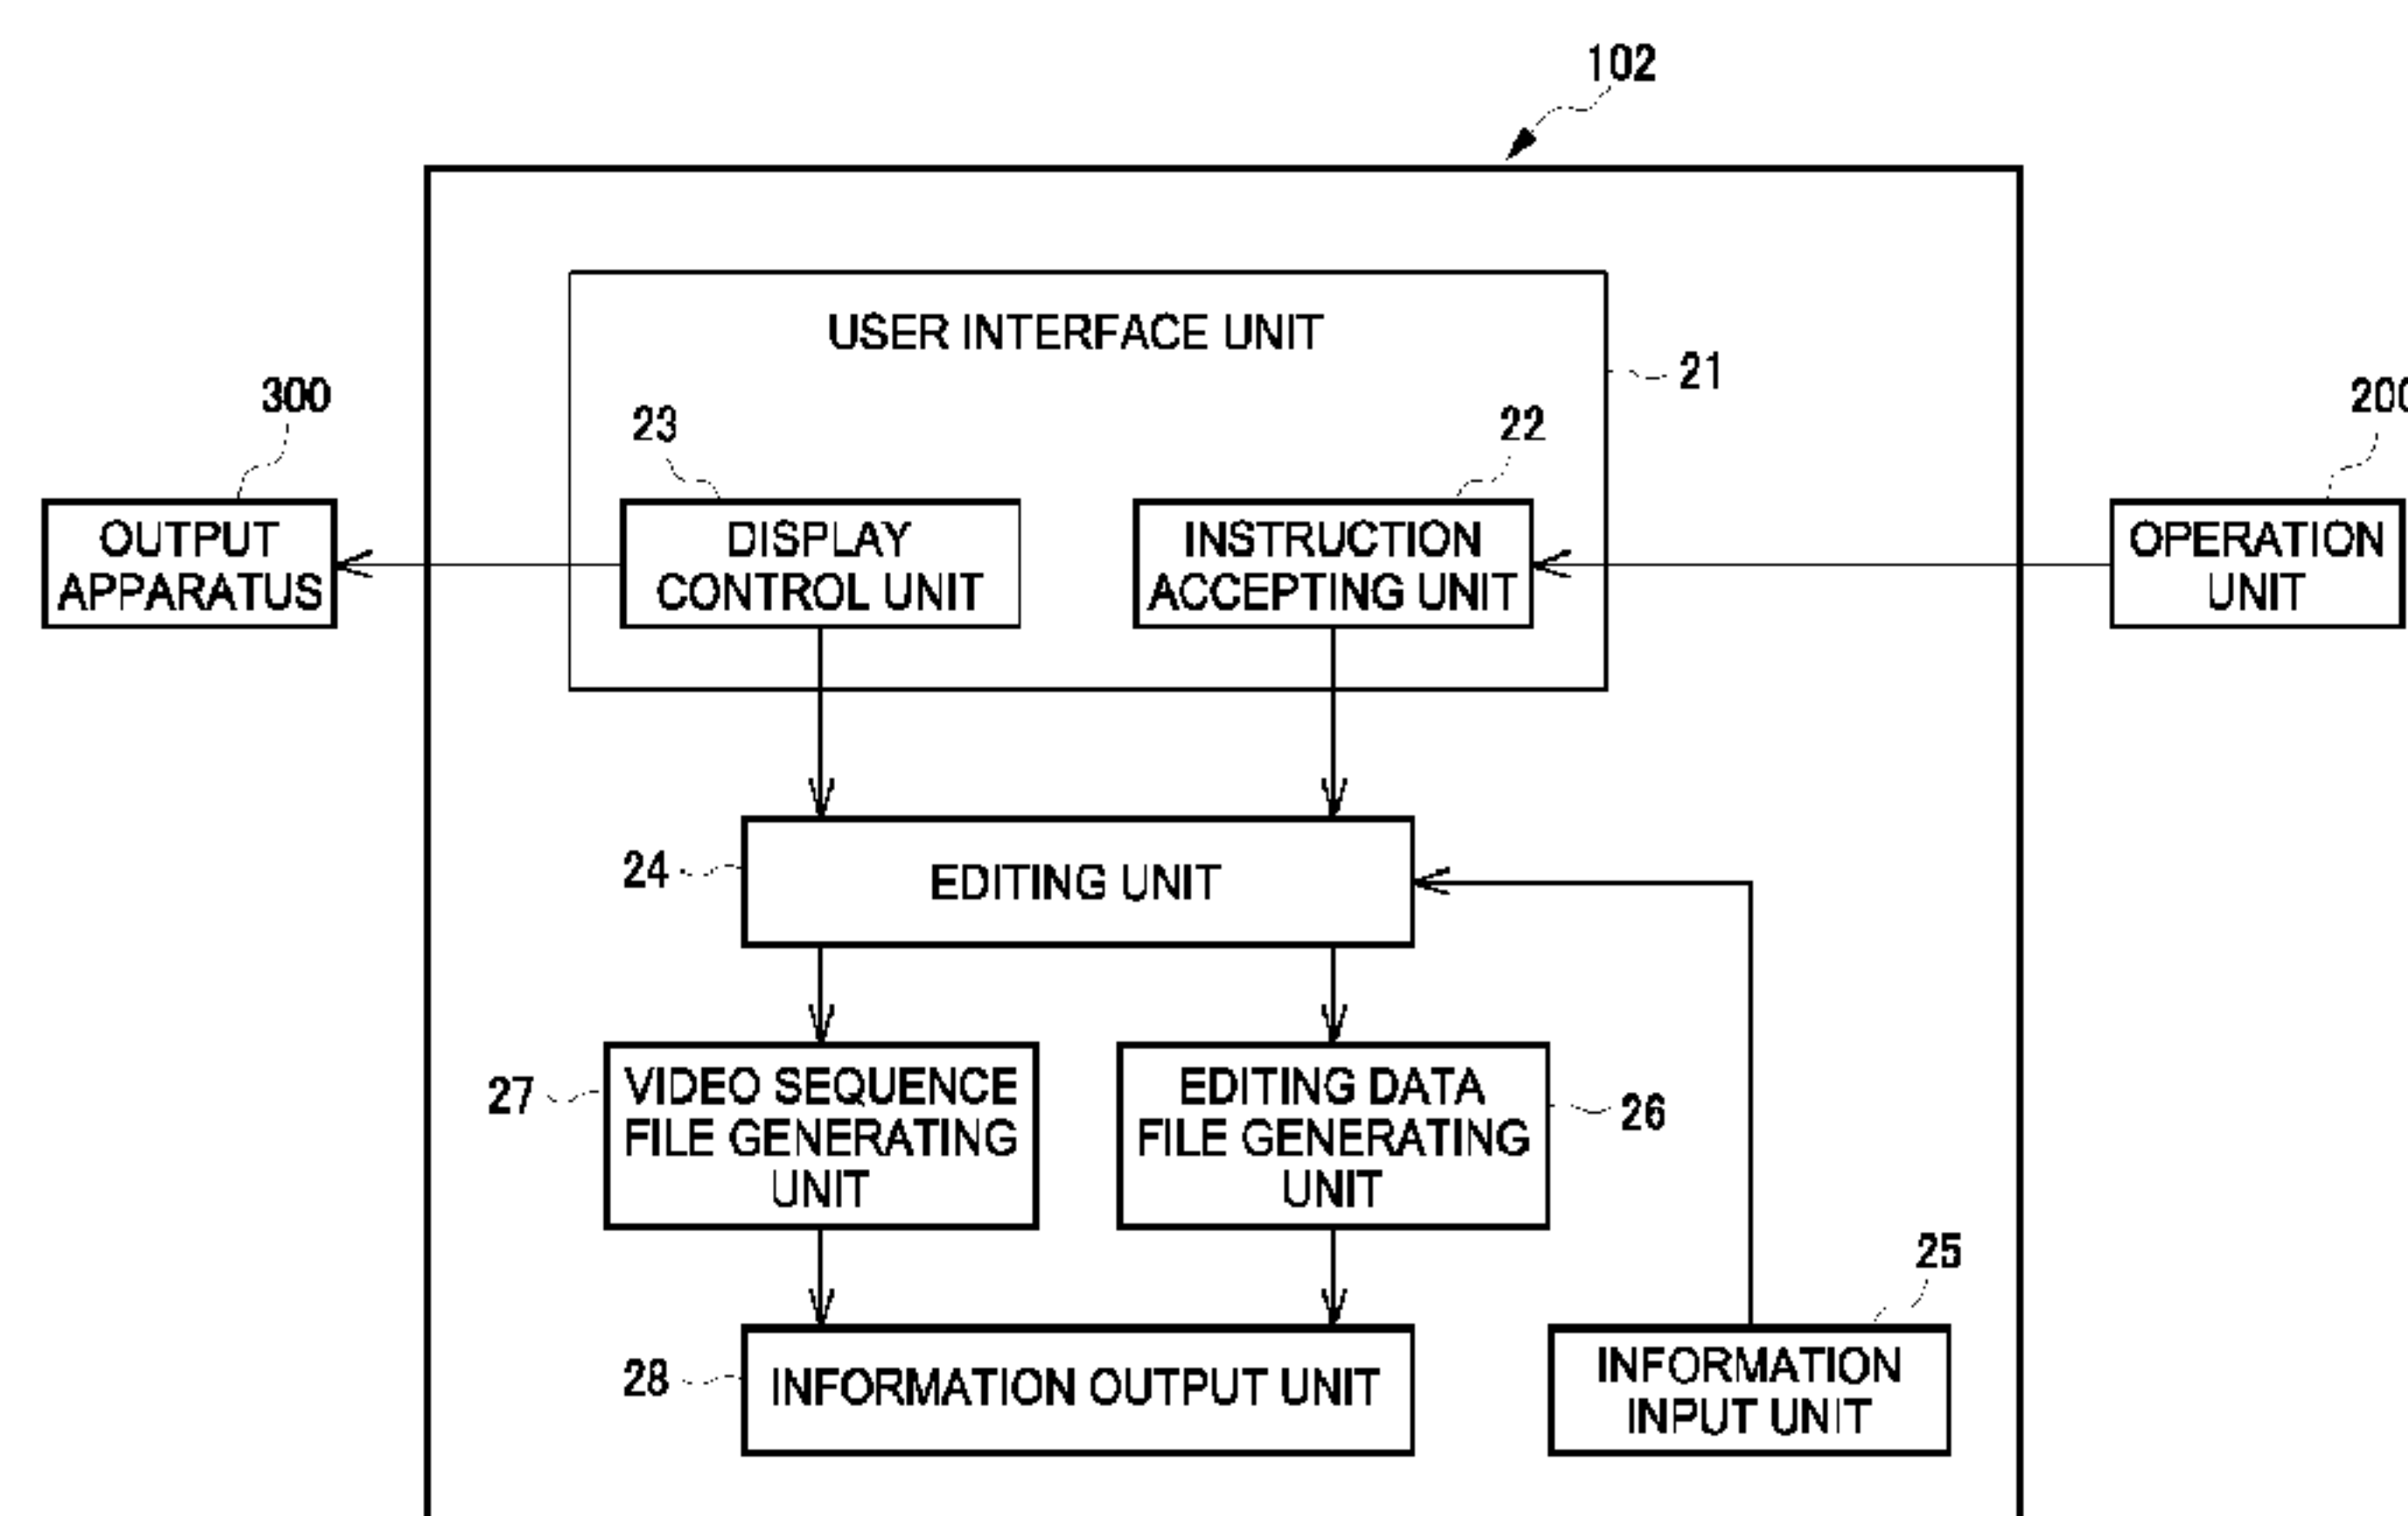 102
USER INTERFACE UNIT
21
300
23
22
200
OUTPUT
APPARATUS
DISPLAY
CONTROL UNIT
INSTRUCTION
ACCEPTING UNIT
OPERATION
UNIT
24
EDITING UNIT
27
VIDEO SEQUENCE
FILE GENERATING
UNIT
EDITING DATA
FILE GENERATING
UNIT
26
25
28
INFORMATION OUTPUT UNIT
INFORMATION
INPUT UNIT